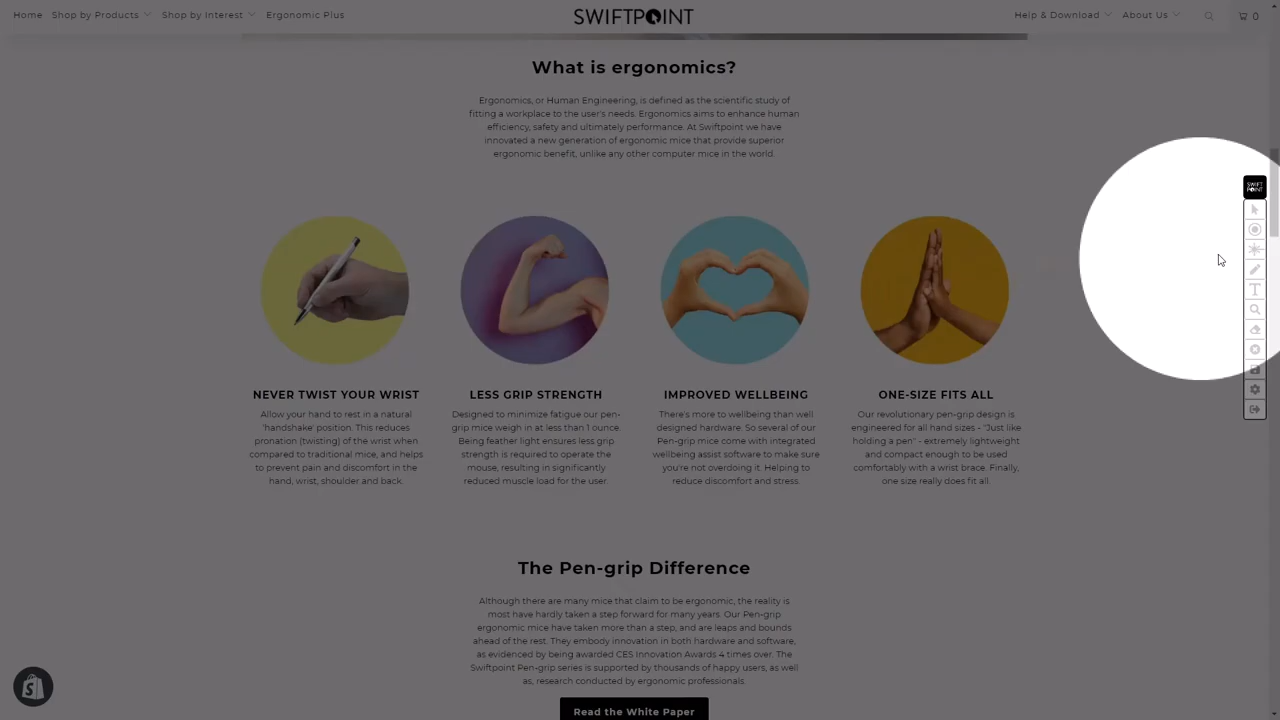 Home Shop by Products Shop by Interest Ergonomic Plus SWIFTPOINT Help & Download About Us 0
What is ergonomics?
Ergonomics, or Human Engineering, is defined as the scientific study of
fitting a workplace to the user's needs. Ergonomics aims to enhance human
efficiency, safety and ultimately performance. At Swiftpoint we have
innovated a new generation of ergonomic mice that provide superior
ergonomic benefit, unlike any other computer mice in the world.
SWIFT
POINT
NEVER TWIST YOUR WRIST
Allow your hand to rest in a natural
'handshake' position. This reduces
pronation (twisting) of the wrist when
compared to traditional mice, and helps
to prevent pain and discomfort in the
hand, wrist, shoulder and back.
LESS GRIP STRENGTH
Designed to minimize fatigue our pen-
grip mice weigh in at less than 1 ounce.
Being feather light ensures less grip
strength is required to operate the
mouse, resulting in significantly
reduced muscle load for the user.
IMPROVED WELLBEING
There's more to wellbeing than well
designed hardware. So several of our
Pen-grip mice come with integrated
wellbeing assist software to make sure
you're not overdoing it. Helping to
reduce discomfort and stress.
ONE-SIZE FITS ALL
Our revolutionary pen-grip design is
engineered for all hand sizes - "Just like
holding a pen" - extremely lightweight
and compact enough to be used
comfortably with a wrist brace. Finally,
one size really does fit all.
The Pen-grip Difference
Although there are many mice that claim to be ergonomic, the reality is
most have hardly taken a step forward for many years. Our Pen-grip
ergonomic mice have taken more than a step, and are leaps and bounds
ahead of the rest. They embody innovation in both hardware and software,
as evidenced by being awarded CES Innovation Awards 4 times over. The
Swiftpoint Pen-grip series is supported by thousands of happy users, as well
as, research conducted by ergonomic professionals.
Read the White Paper